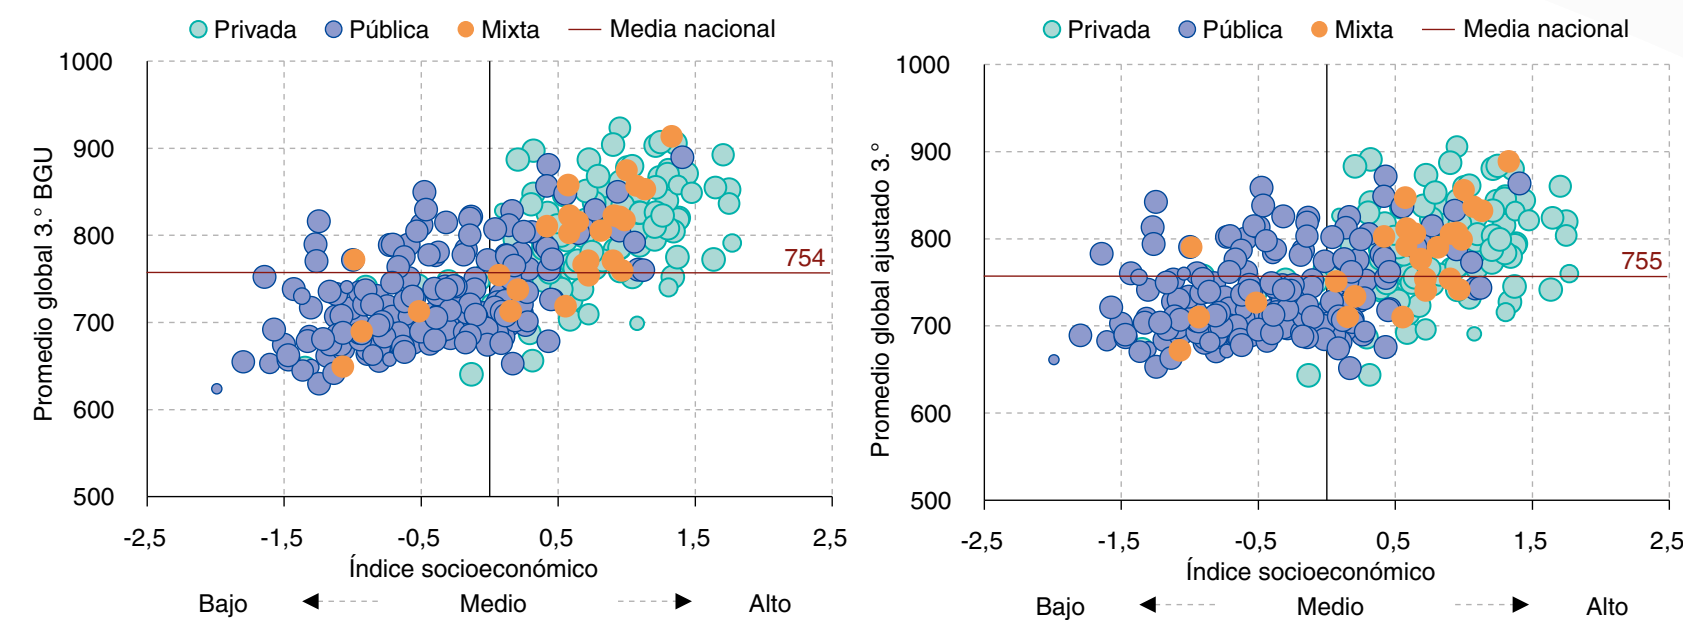 Privada Pública Mixta Media nacional
Promedio global 3.° BGU
1000
900
800
700
600
500
754
-2,5 -1,5 -0,5 0,5 1,5 2,5
Índice socioeconómico
Bajo Medio Alto
Privada Pública Mixta Media nacional
Promedio global ajustado 3.°
1000
900
800
700
600
500
755
-2,5 -1,5 -0,5 0,5 1,5 2,5
Índice socioeconómico
Bajo Medio Alto